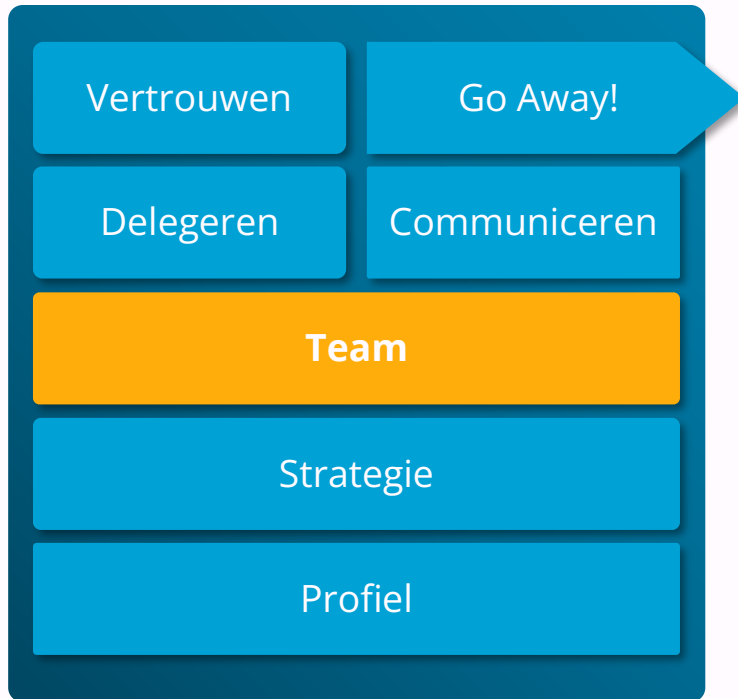 Vertrouwen
Go Away!
Delegeren
Communiceren
Team
Strategie
Profiel